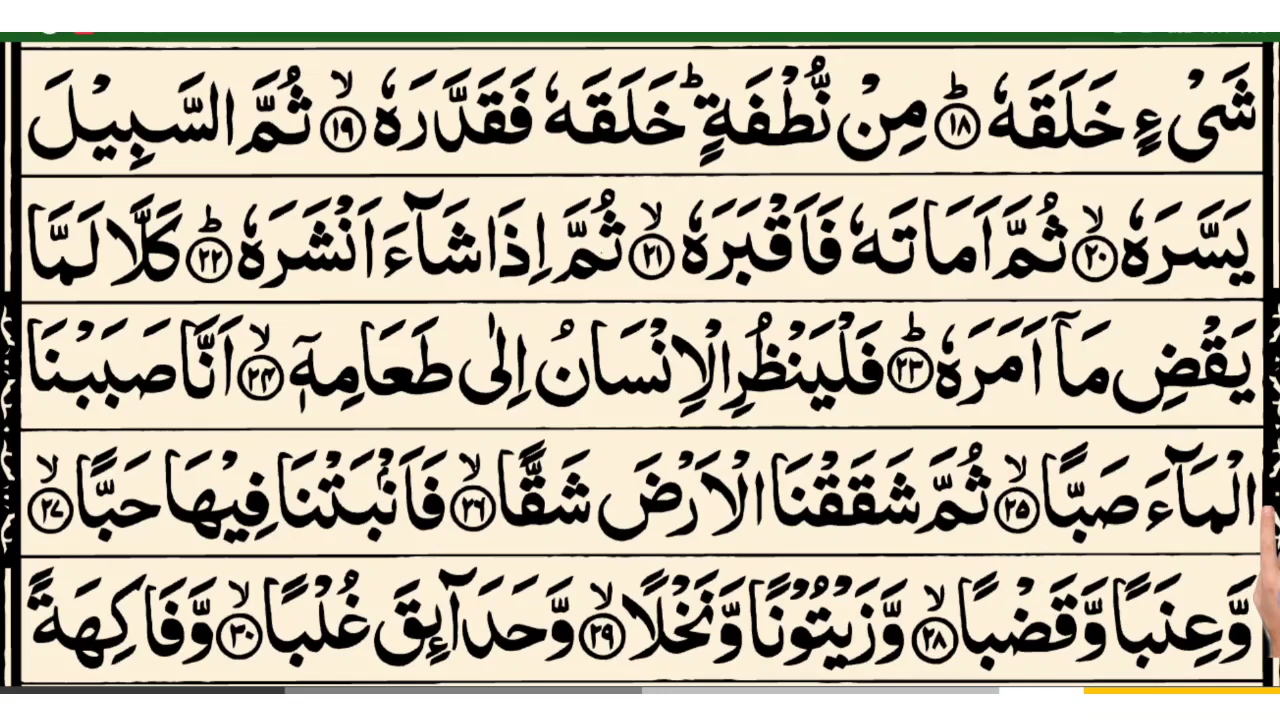 شَیْءٍ خَلَقَهٗ ؕ﴿۱۸﴾ مِنْ نُّطْفَةٍ ؕ خَلَقَهٗ فَقَدَّرَهٗ ۙ﴿۱۹﴾ ثُمَّ السَّبِیْلَ
یَسَّرَهٗ ۙ﴿۲۰﴾ ثُمَّ اَمَاتَهٗ فَاَقْبَرَهٗ ۙ﴿۲۱﴾ ثُمَّ اِذَا شَآءَ اَنْشَرَهٗ ؕ﴿۲۲﴾ كَلَّا لَمَّا
یَقْضِ مَاۤ اَمَرَهٗ ؕ﴿۲۳﴾ فَلْیَنْظُرِ الْاِنْسَانُ اِلٰی طَعَامِهٖۤ ۙ﴿۲۴﴾ اَنَّا صَبَبْنَا
الْمَآءَ صَبًّا ۙ﴿۲۵﴾ ثُمَّ شَقَقْنَا الْاَرْضَ شَقًّا ۙ﴿۲۶﴾ فَاَنْۢبَتْنَا فِیْهَا حَبًّا ۙ﴿۲۷﴾
وَّعِنَبًا وَّقَضْبًا ۙ﴿۲۸﴾ وَّزَیْتُوْنًا وَّنَخْلًا ۙ﴿۲۹﴾ وَّحَدَآئِقَ غُلْبًا ۙ﴿۳۰﴾ وَّفَاكِهَةً